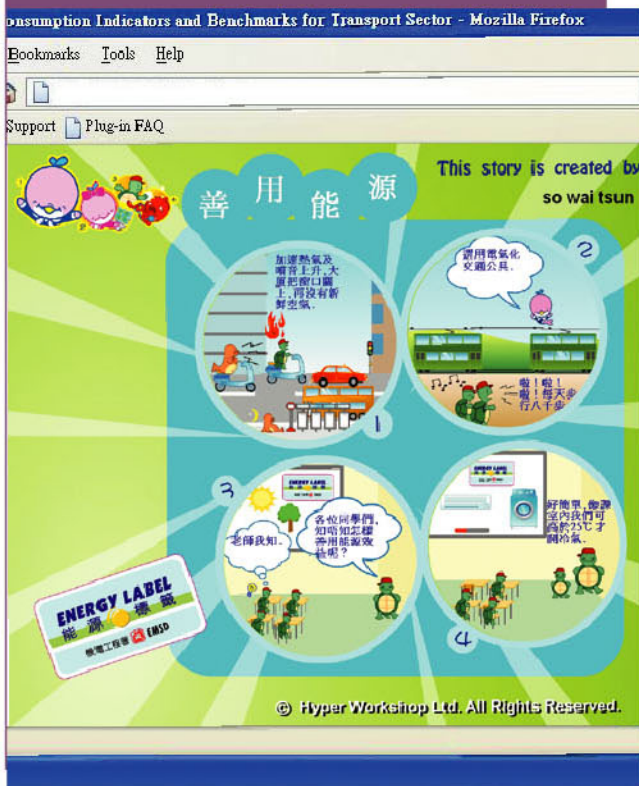 onsumption Indicators and Benchmarks for Transport Sector - Mozilla Firefox
Bookmarks Tools Help
Support Plug-in FAQ
This story is created by
so wai tsun
善用能源
加速熱氣及
噪音上升,大
廈把窗口關
上,再沒有新
鮮空氣.
1
2
選用電氣化
交通公具.
啦!啦!
啦!每天步
行八千步
3
ENERGY LABEL
老師我知.
各位同學們,
知唔知怎樣
善用能源效
益呢?
4
ENERGY LABEL
好簡單,
室內我們可
高於25℃才
開冷氣.
ENERGY LABEL
能源標籤
機電工程署 EMSD
© Hyper Workshop Ltd. All Rights Reserved.